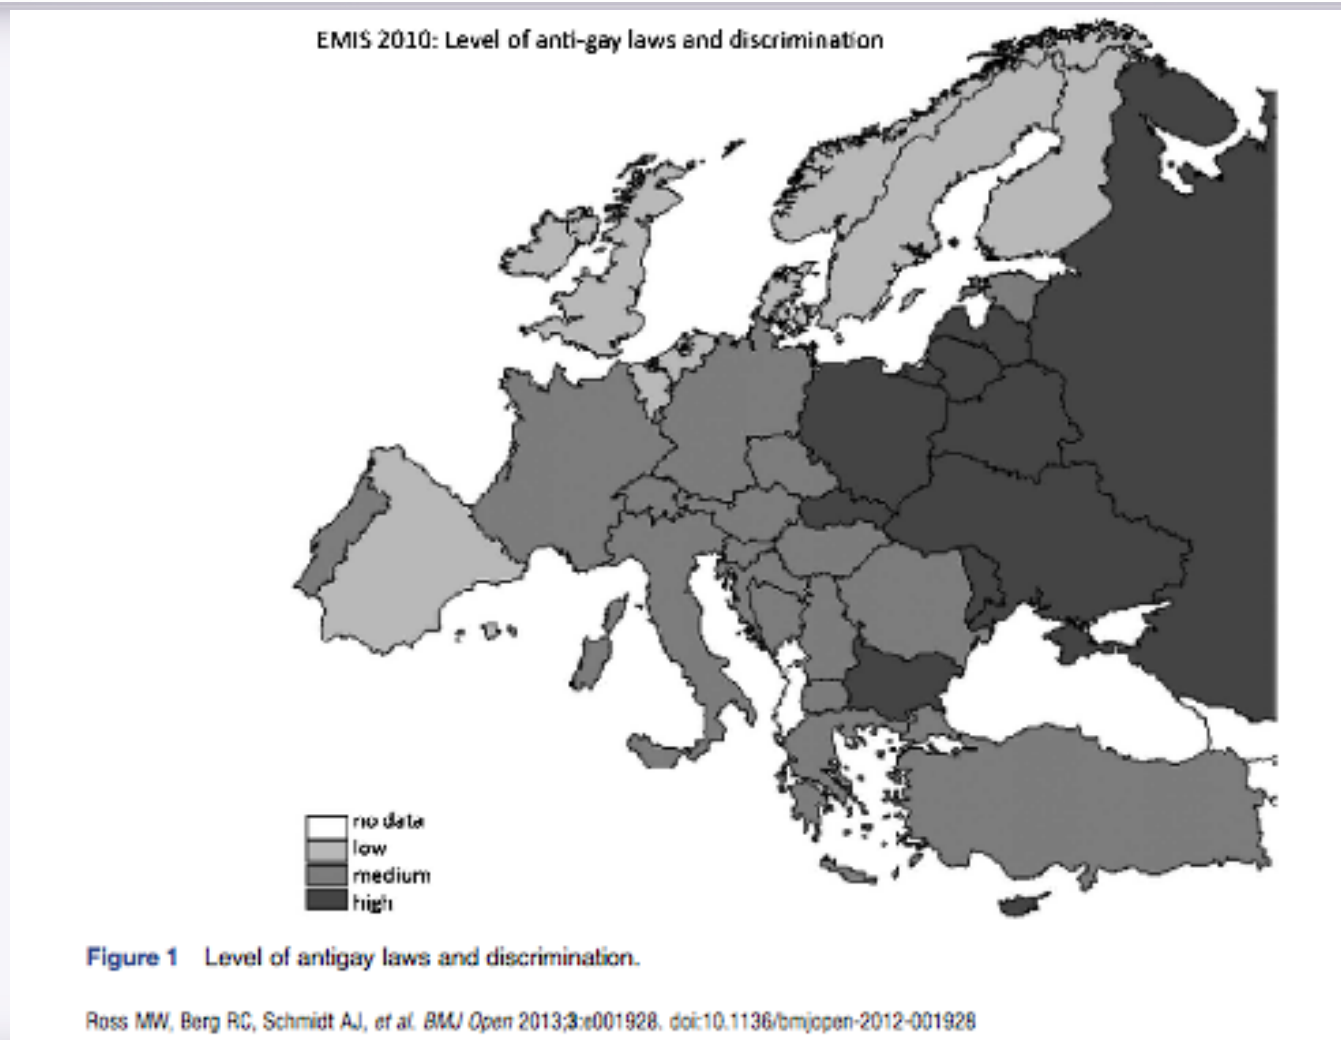 EMIS 2010: Level of anti-gay laws and discrimination
no data
low
medium
high
Figure 1 Level of antigay laws and discrimination.
Ross MW, Berg RC, Schmidt AJ, et al. BMJ Open 2013;3:e001928. doi:10.1136/bmjopen-2012-001928